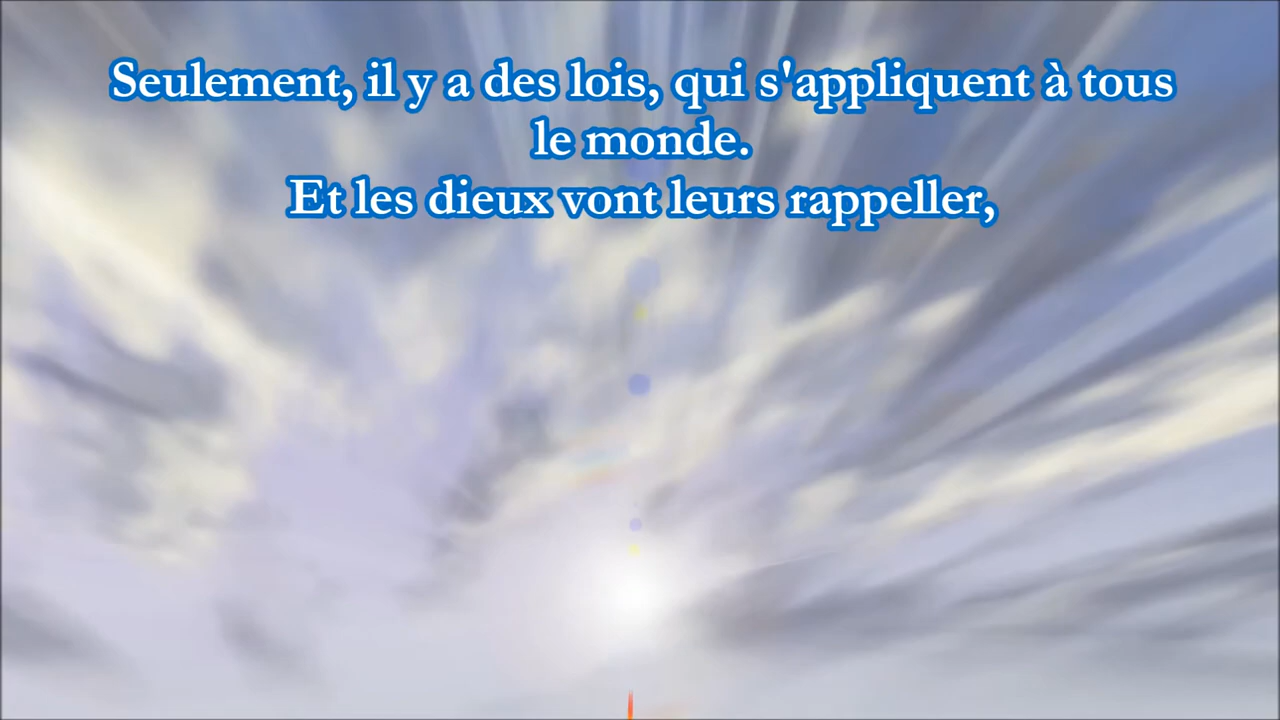 Seulement, il y a des lois, qui s'appliquent à tous
le monde.
Et les dieux vont leurs rappeller,